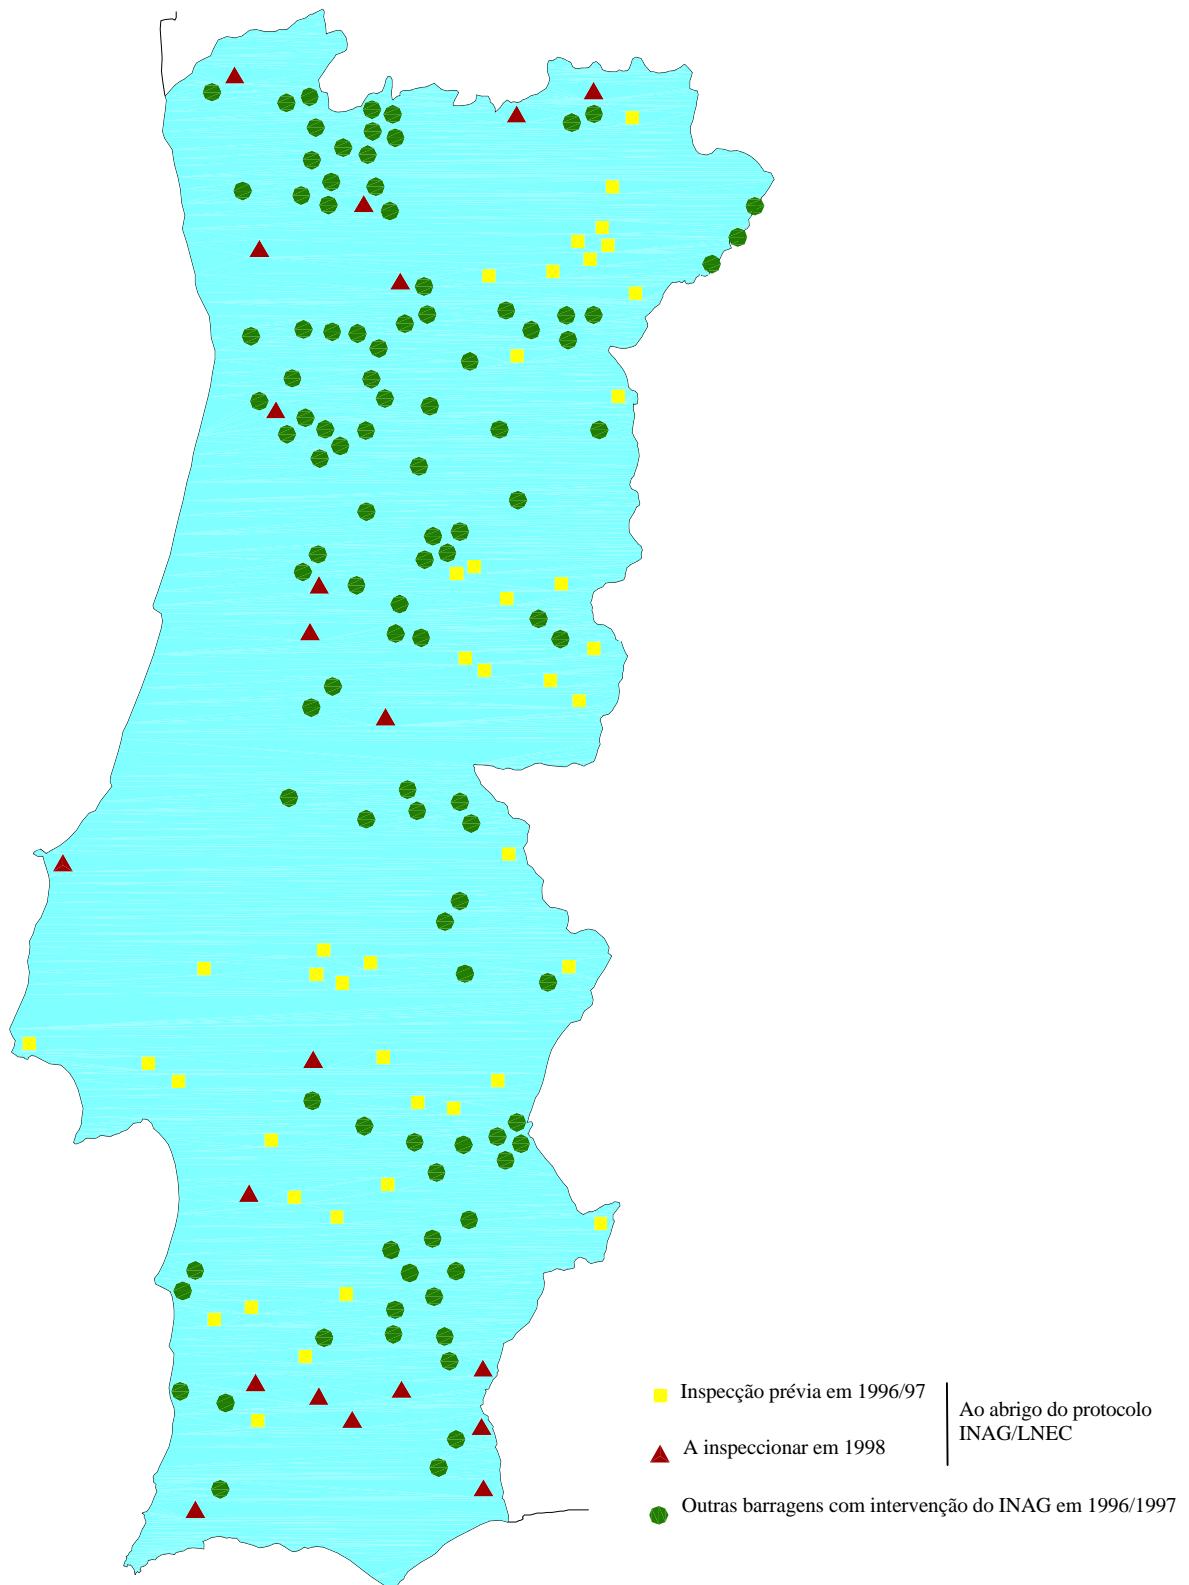 Inspecção prévia em 1996/97
A inspeccionar em 1998
Ao abrigo do protocolo
INAG/LNEC
Outras barragens com intervenção do INAG em 1996/1997